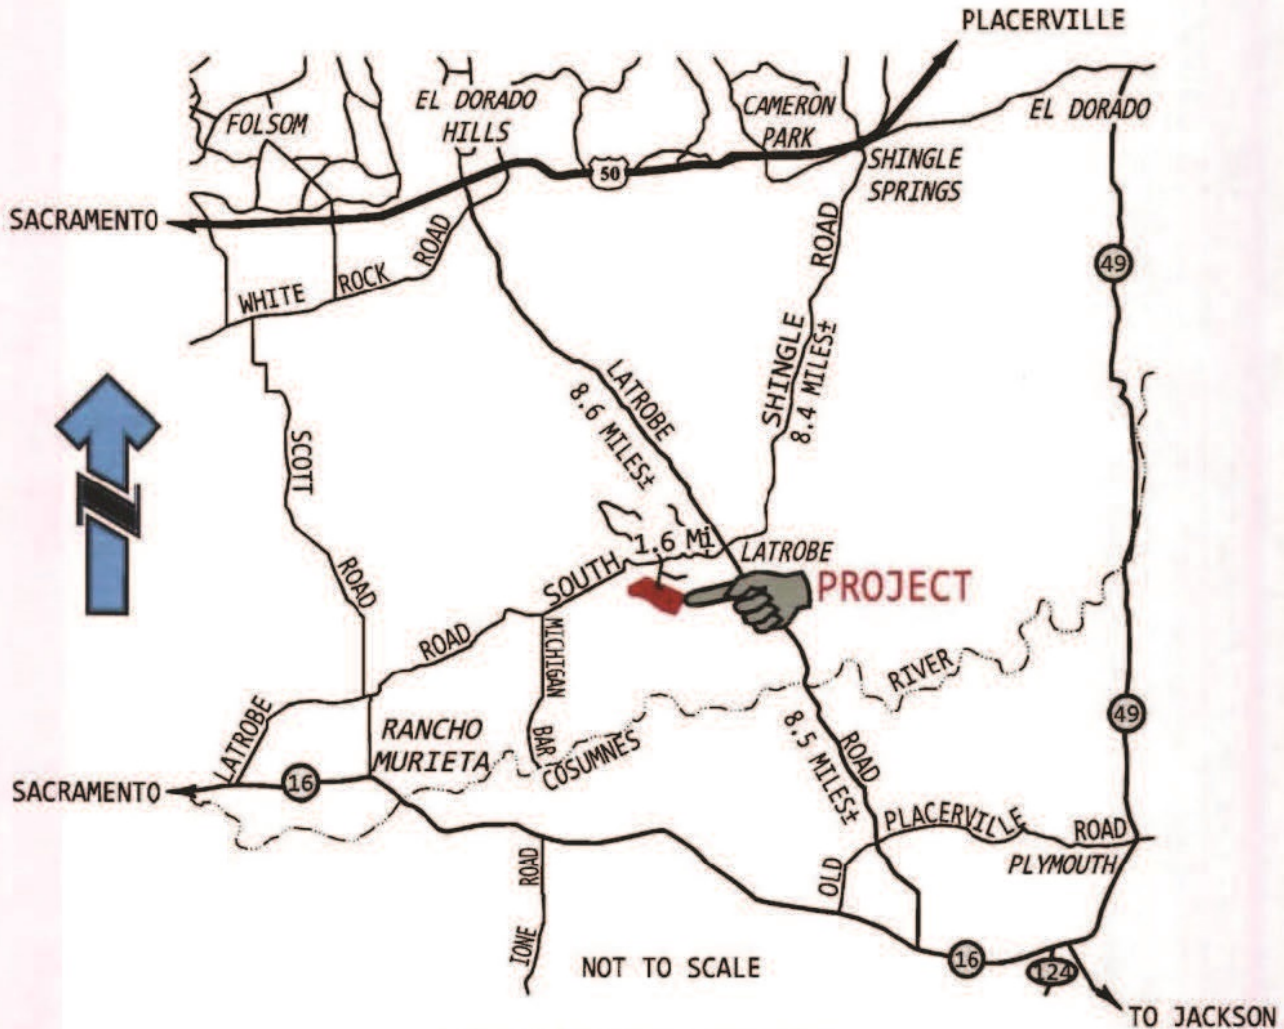 PLACERVILLE
EL DORADO
HILLS
FOLSOM
CAMERON
PARK
EL DORADO
50
SHINGLE
SPRINGS
SACRAMENTO
WHITE ROCK ROAD
49
SHINGLE ROAD
8.4 MILES±
LATROBE
8.6 MILES±
SCOTT ROAD
N
1.6 Mi
LATROBE
PROJECT
LATROBE ROAD SOUTH
MICHIGAN BAR
RIVER
COSUMNES
RANCHO
MURIETA
49
ROAD
8.5 MILES±
SACRAMENTO
16
OLD PLACERVILLE ROAD
PLYMOUTH
IONE ROAD
NOT TO SCALE
16
124
TO JACKSON